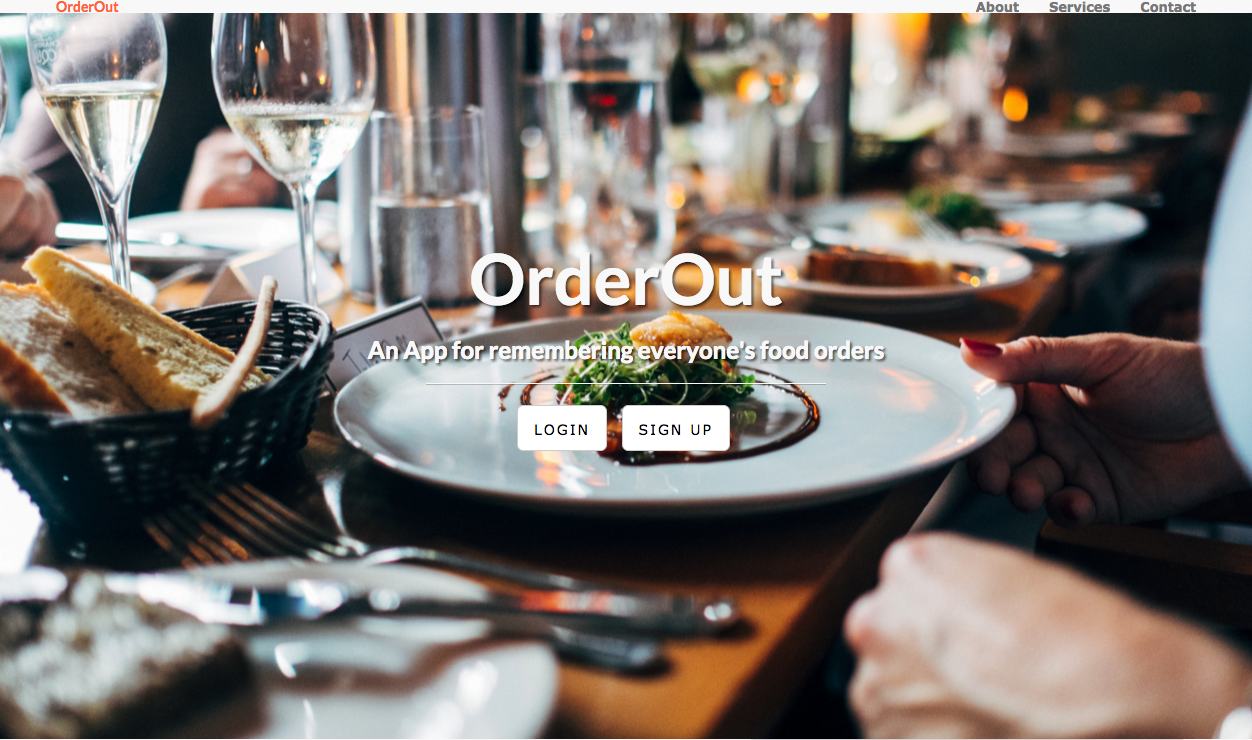 OrderOut
About Services Contact
OrderOut
An App for remembering everyone's food orders
LOGIN SIGN UP